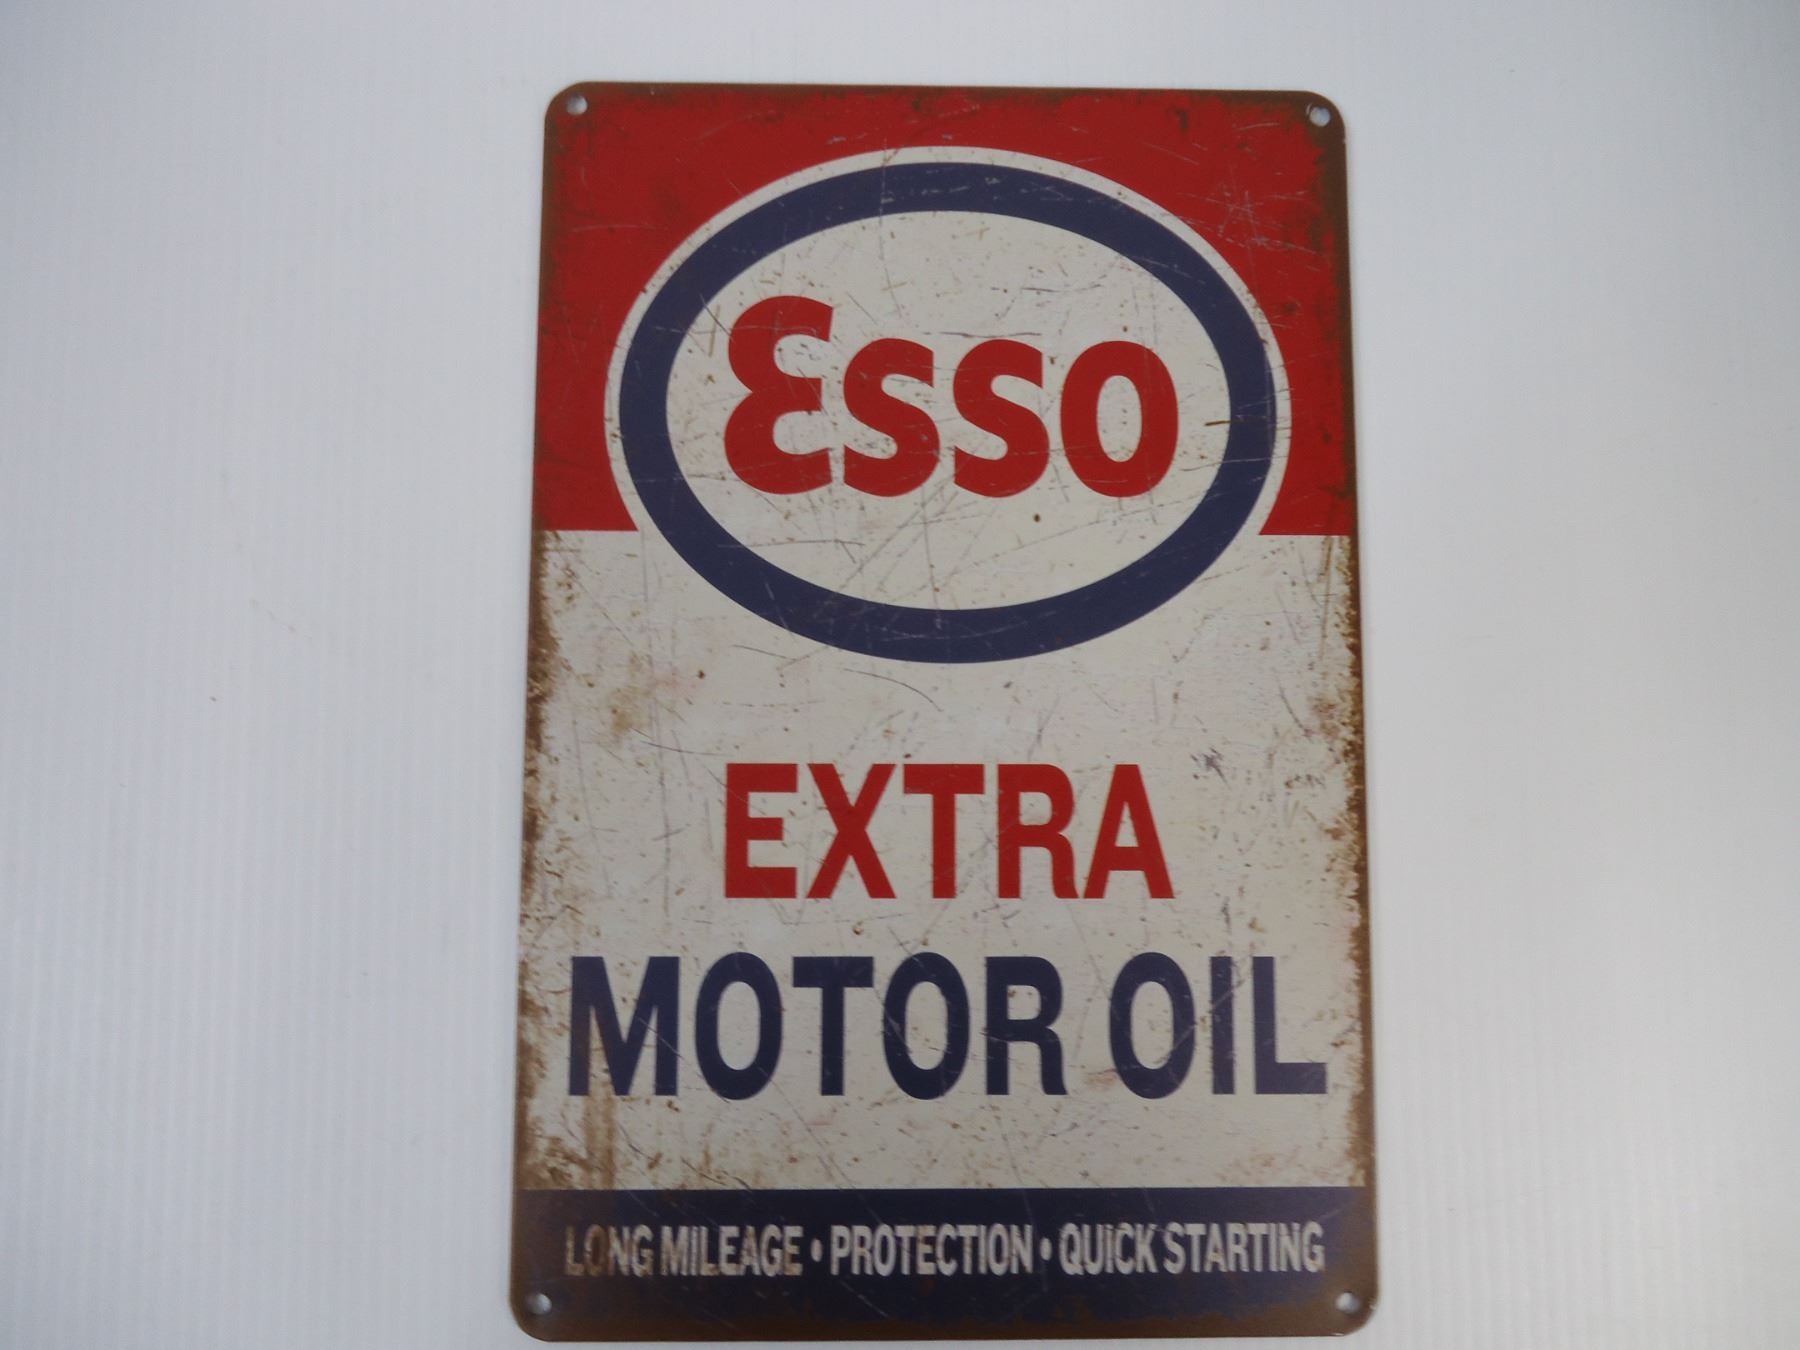 Esso
EXTRA
MOTOR OIL
LONG MILEAGE • PROTECTION • QUICK STARTING